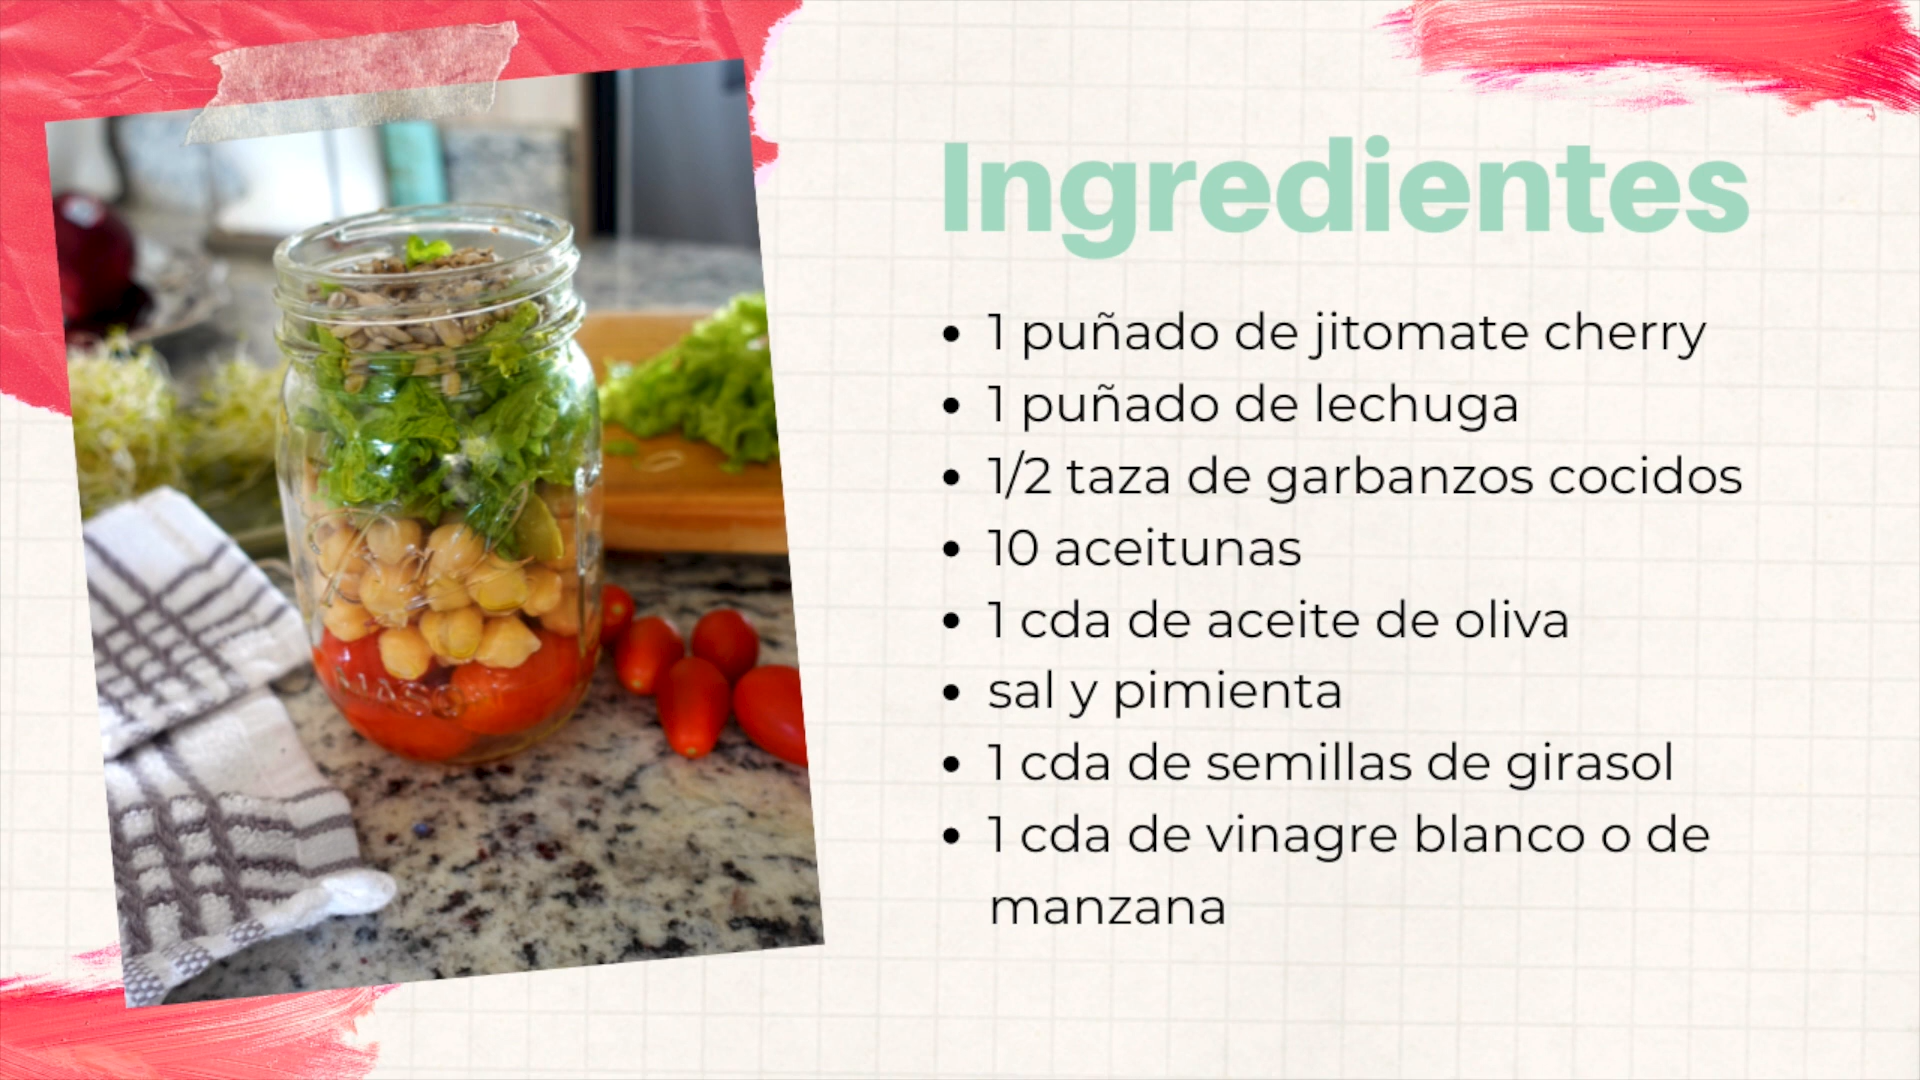 Ingredientes
• 1 puñado de jitomate cherry
• 1 puñado de lechuga
• 1/2 taza de garbanzos cocidos
• 10 aceitunas
• 1 cda de aceite de oliva
• sal y pimienta
• 1 cda de semillas de girasol
• 1 cda de vinagre blanco o de
manzana